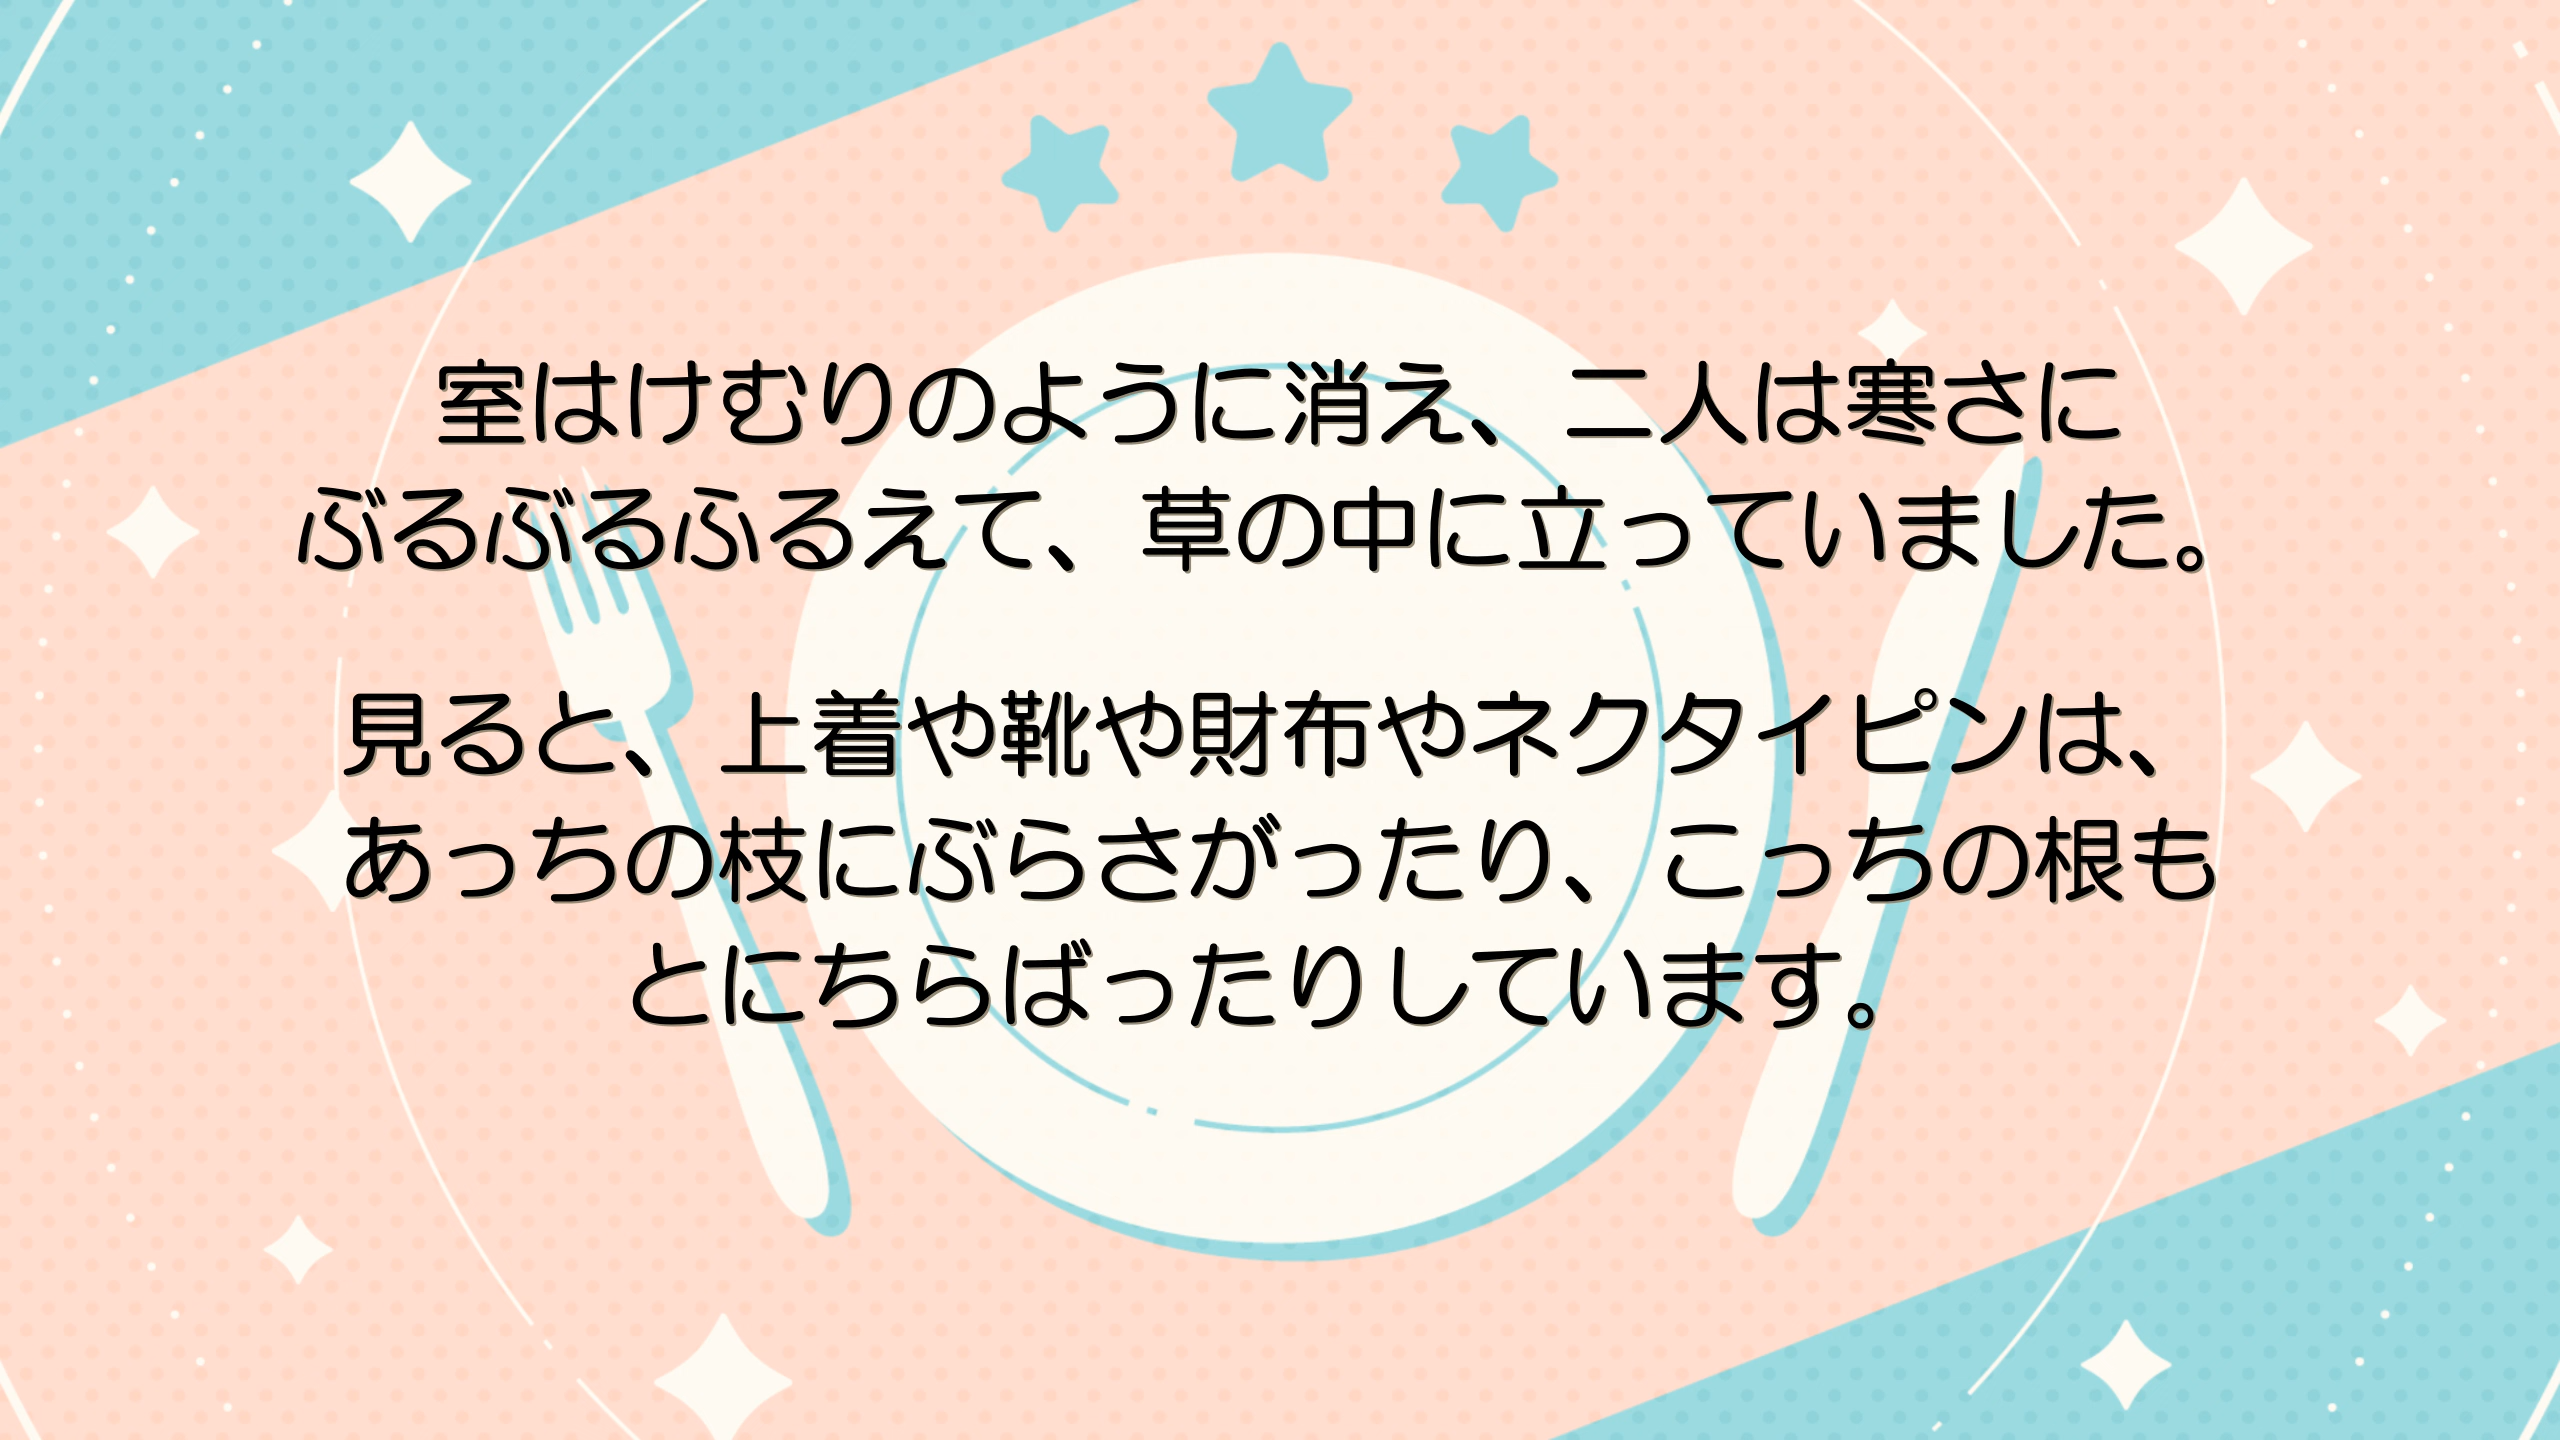 室はけむりのように消え、二人は寒さに
ぶるぶるふるえて、草の中に立っていました。
見ると、上着や靴や財布やネクタイピンは、
あっちの枝にぶらさがったり、こっちの根も
とにちらばったりしています。